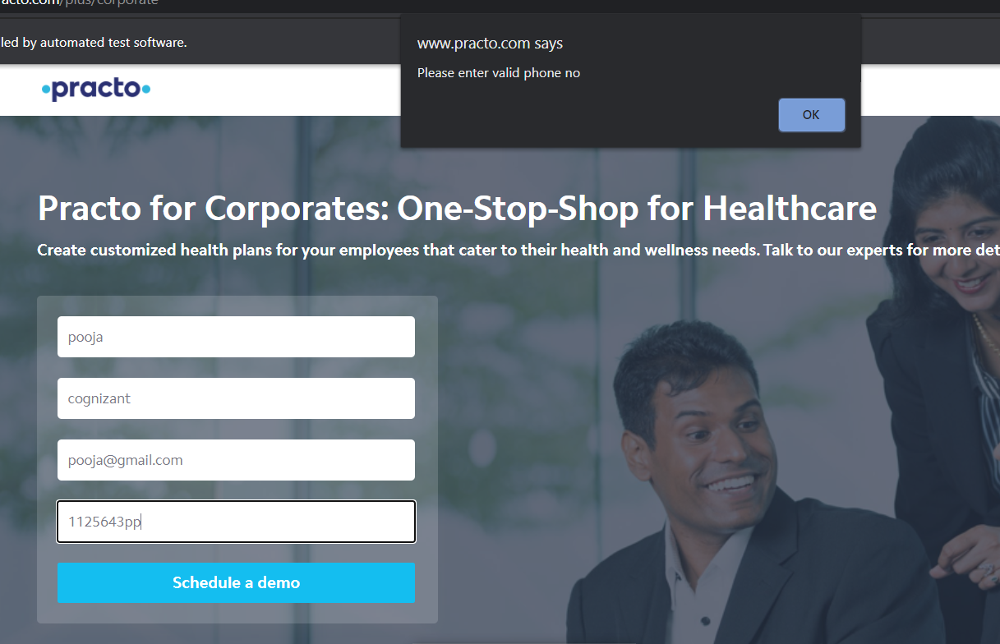 acto.com/plus/corporate
led by automated test software.
www.practo.com says
Please enter valid phone no
OK
practo
Practo for Corporates: One-Stop-Shop for Healthcare
Create customized health plans for your employees that cater to their health and wellness needs. Talk to our experts for more det
pooja
cognizant
pooja@gmail.com
1125643pp
Schedule a demo